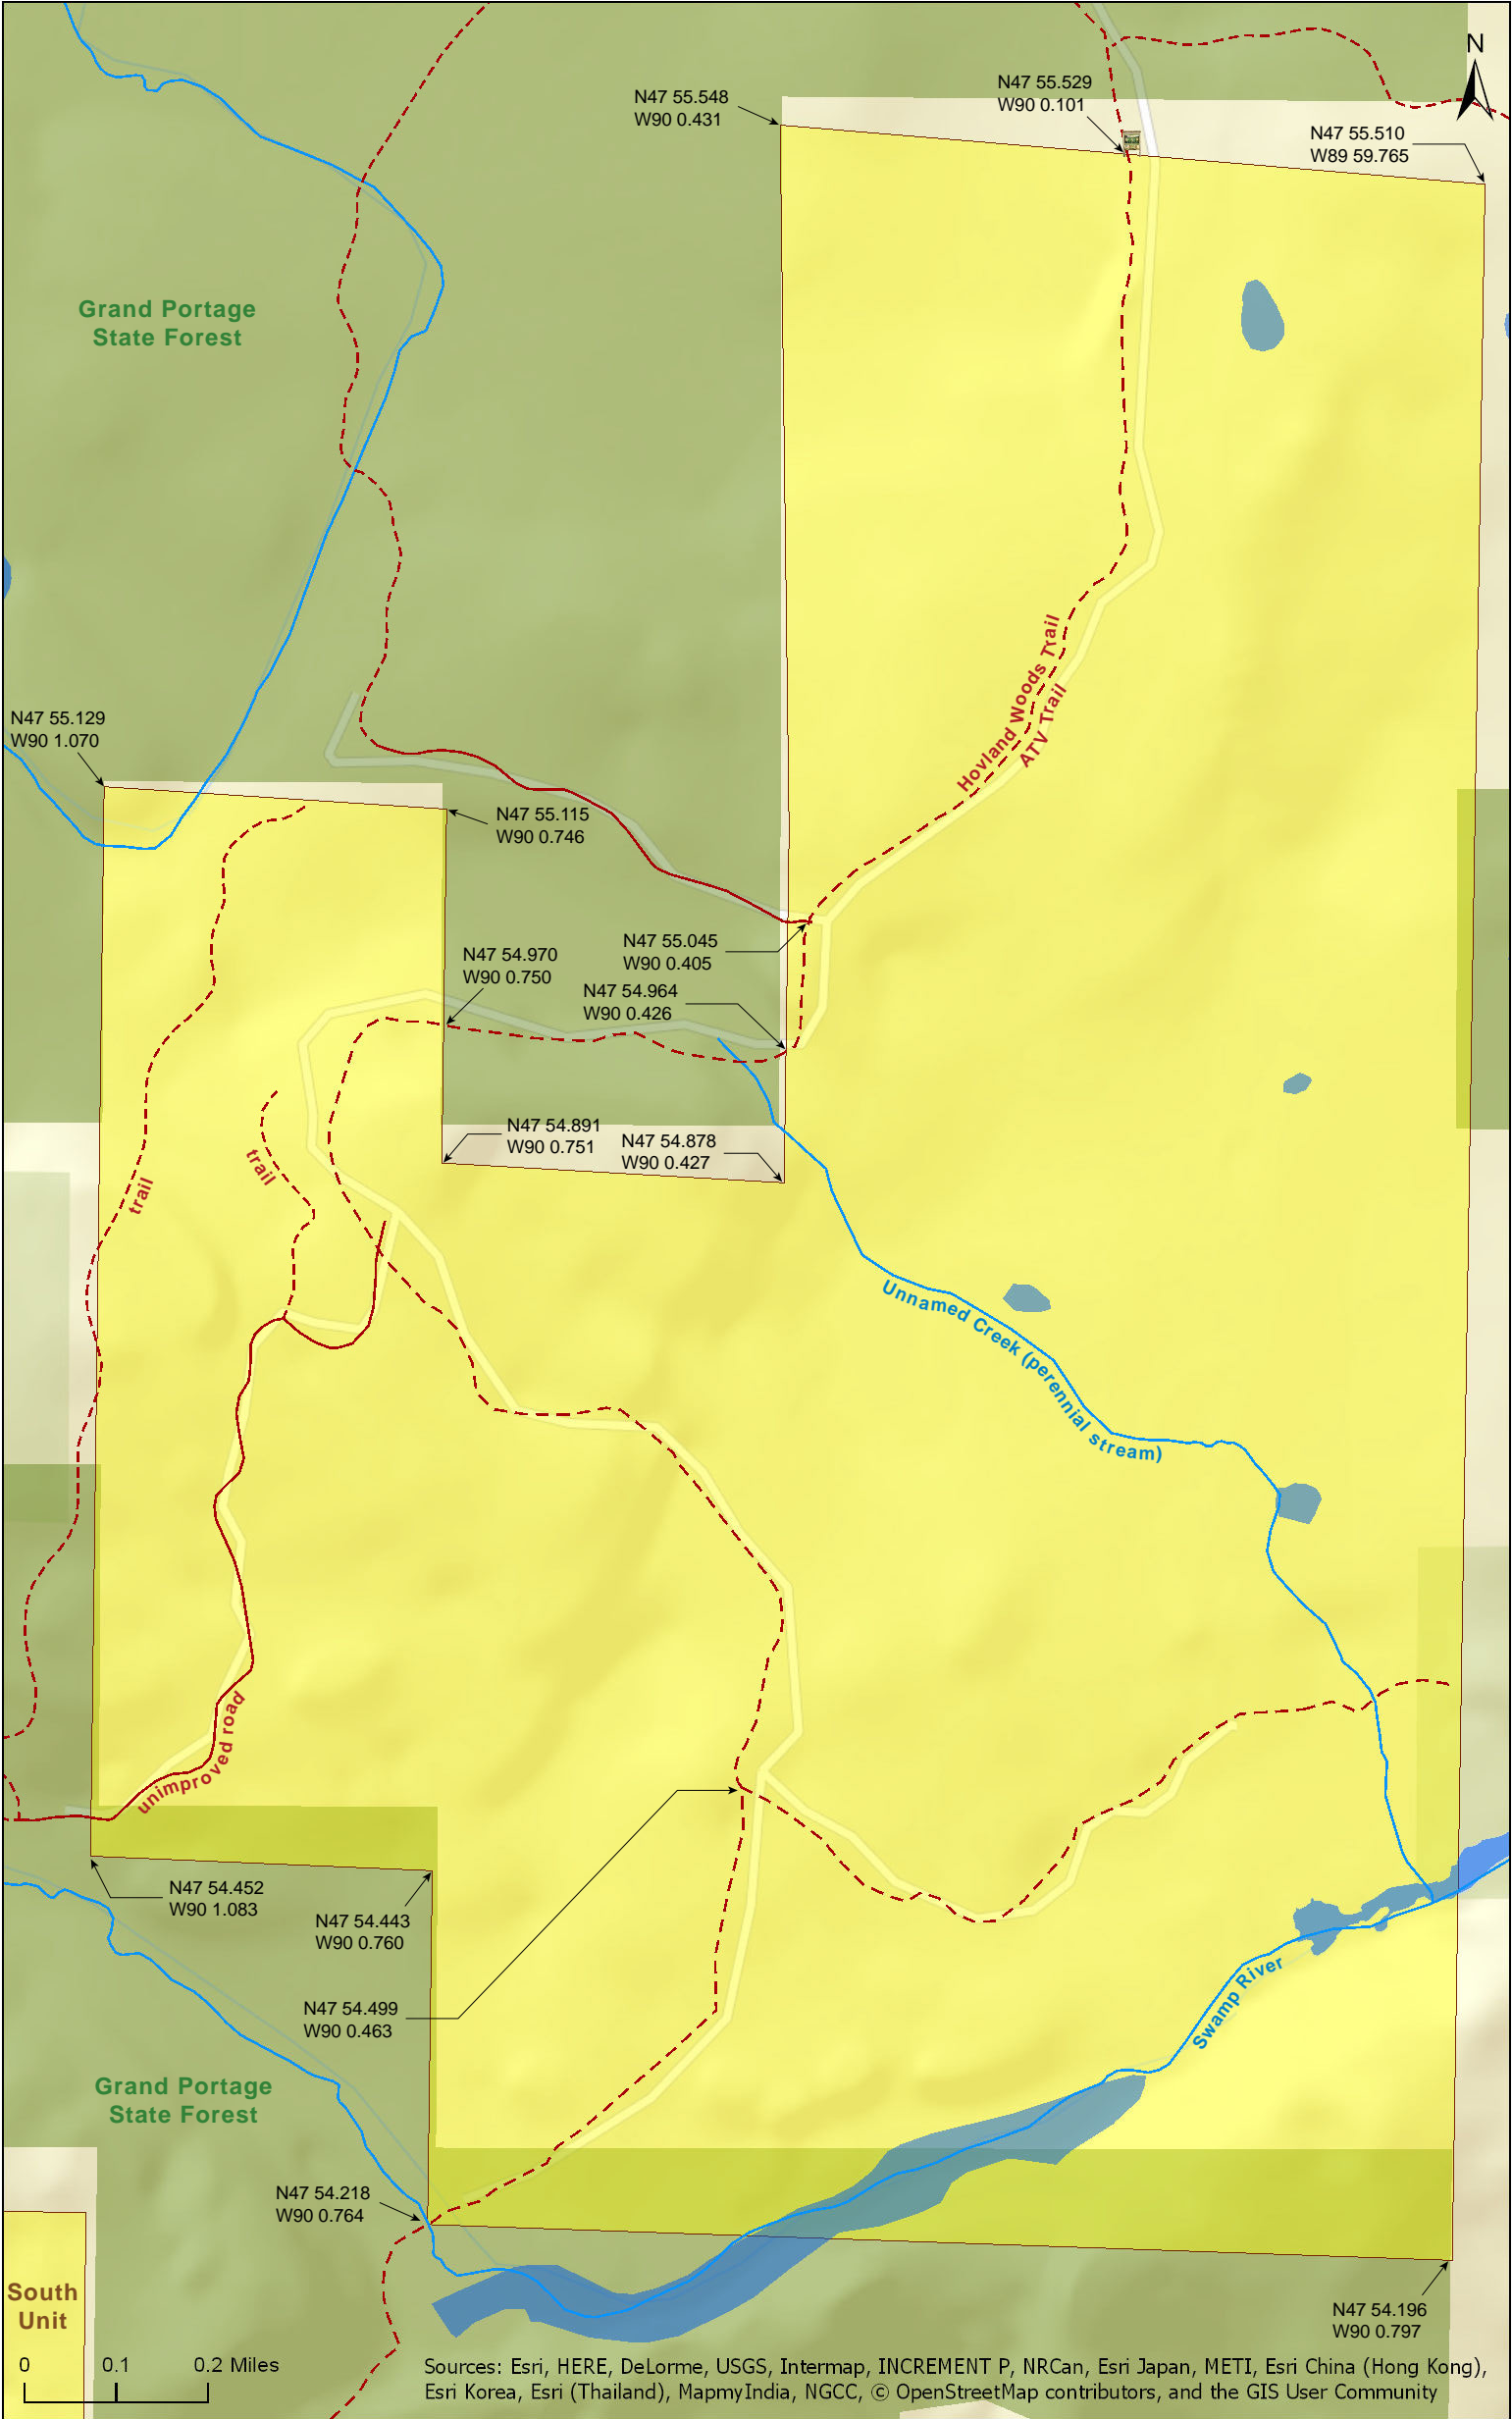 N
N47 55.548
W90 0.431
N47 55.529
W90 0.101
N47 55.510
W89 59.765
Grand Portage
State Forest
Hovland Woods Trail
ATV Trail
N47 55.129
W90 1.070
N47 55.115
W90 0.746
N47 55.045
W90 0.405
N47 54.970
W90 0.750
N47 54.964
W90 0.426
N47 54.891
W90 0.751
N47 54.878
W90 0.427
trail
trail
Unnamed Creek (perennial stream)
unimproved road
N47 54.452
W90 1.083
N47 54.443
W90 0.760
N47 54.499
W90 0.463
Swamp River
Grand Portage
State Forest
N47 54.218
W90 0.764
South
Unit
N47 54.196
W90 0.797
0 0.1 0.2 Miles
Sources: Esri, HERE, DeLorme, USGS, Intermap, INCREMENT P, NRCan, Esri Japan, METI, Esri China (Hong Kong),
Esri Korea, Esri (Thailand), MapmyIndia, NGCC, © OpenStreetMap contributors, and the GIS User Community